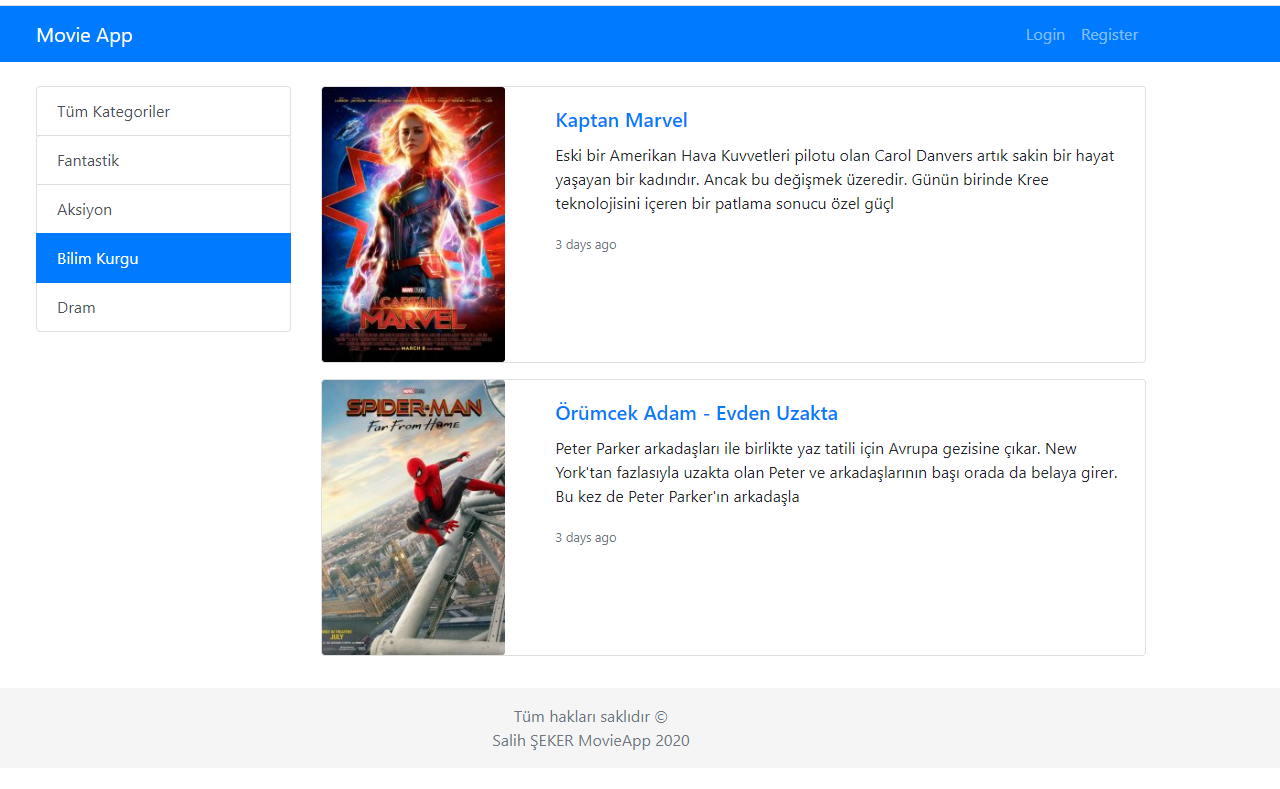 Movie App
Login Register
Tüm Kategoriler
Fantastik
Aksiyon
Bilim Kurgu
Dram
CAPTAIN
MARVEL
MARCH 8
Kaptan Marvel
Eski bir Amerikan Hava Kuvvetleri pilotu olan Carol Danvers artık sakin bir hayat
yaşayan bir kadındır. Ancak bu değişmek üzeredir. Günün birinde Kree
teknolojisini içeren bir patlama sonucu özel güçl
3 days ago
SPIDER-MAN
Far From Home
JULY
Örümcek Adam - Evden Uzakta
Peter Parker arkadaşları ile birlikte yaz tatili için Avrupa gezisine çıkar. New
York'tan fazlasıyla uzakta olan Peter ve arkadaşlarının başı orada da belaya girer.
Bu kez de Peter Parker'ın arkadaşla
3 days ago
Tüm hakları saklıdır ©
Salih ŞEKER MovieApp 2020